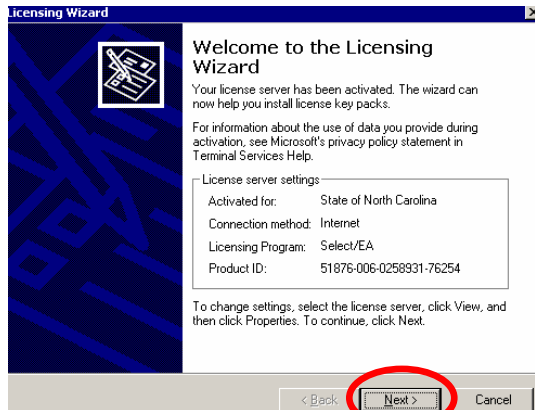 Licensing Wizard
Welcome to the Licensing
Wizard
Your license server has been activated. The wizard can
now help you install license key packs.
For information about the use of data you provide during
activation, see Microsoft's privacy policy statement in
Terminal Services Help.
License server settings
Activated for: State of North Carolina
Connection method: Internet
Licensing Program: Select/EA
Product ID: 51876-006-0258931-76254
To change settings, select the license server, click View, and
then click Properties. To continue, click Next.
< Back Next > Cancel